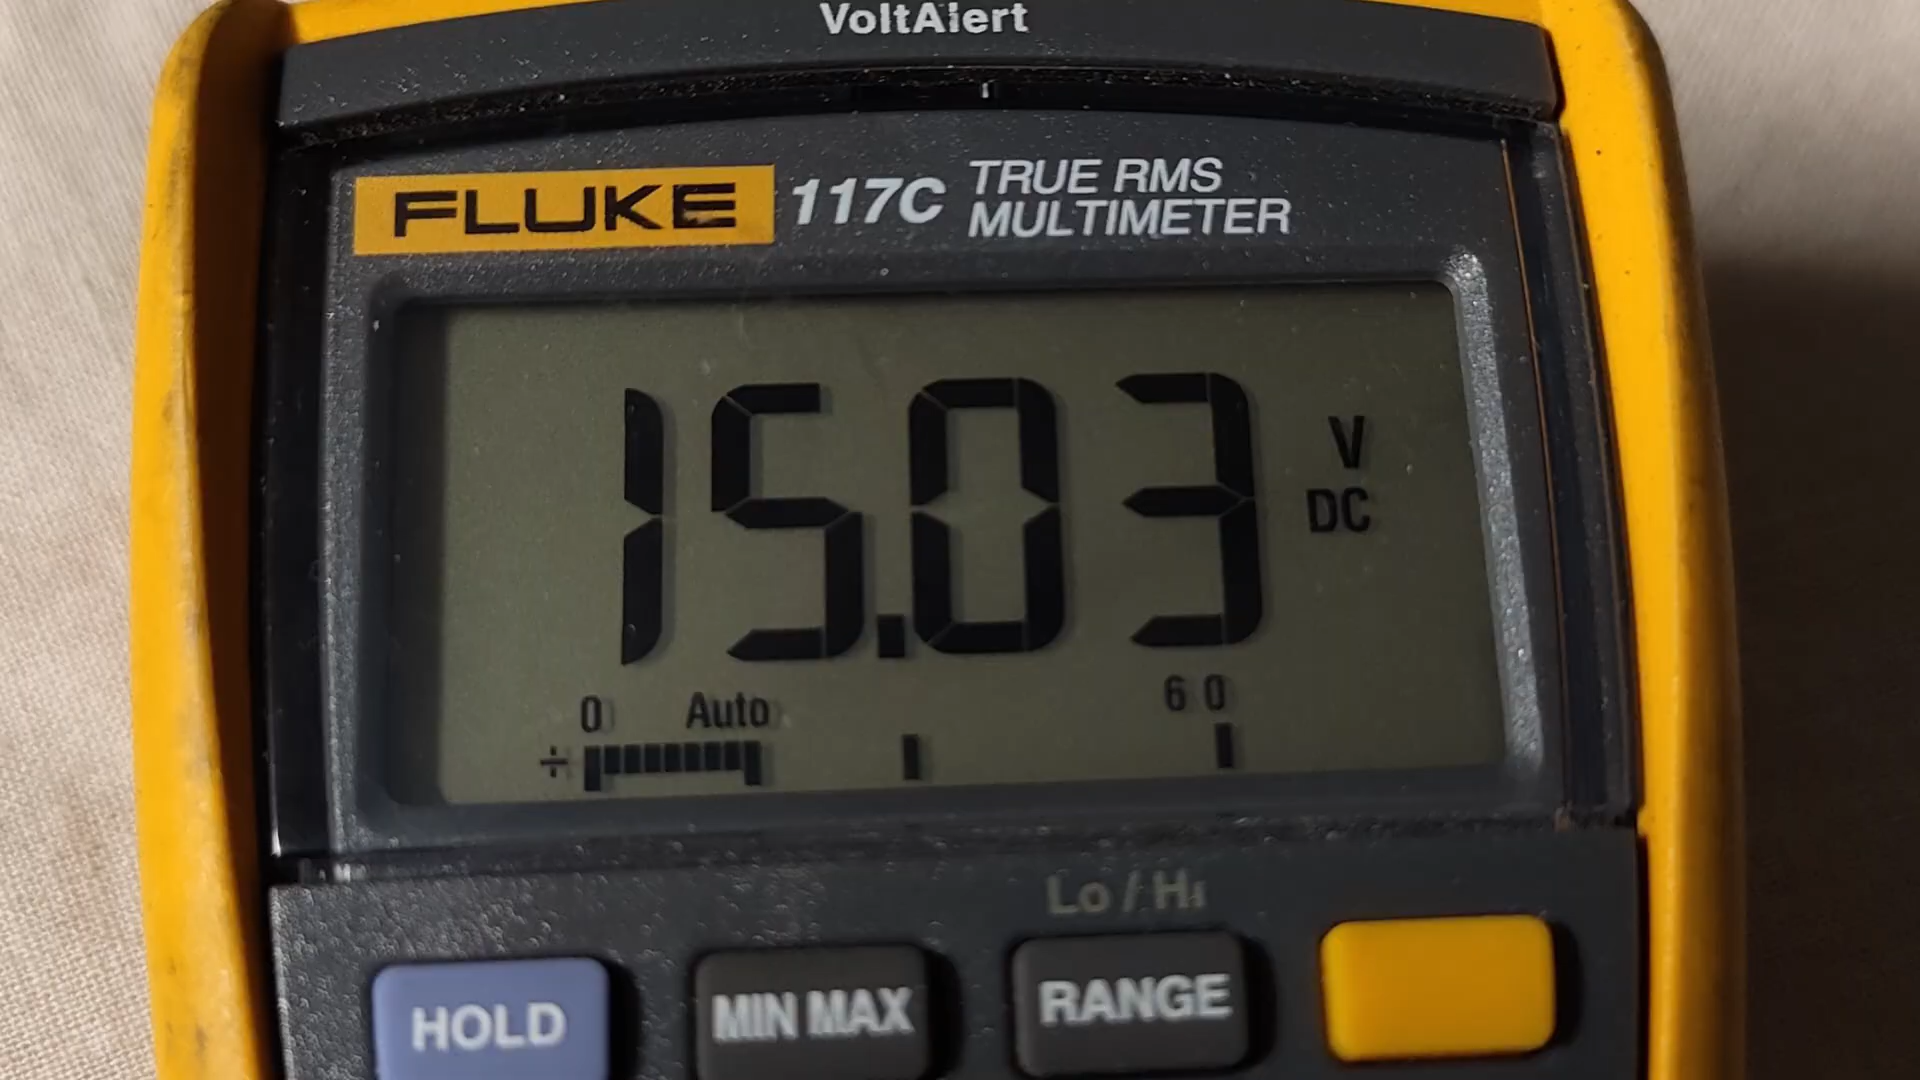 VoltAlert
FLUKE 117C TRUE RMS
MULTIMETER
15.03 V
DC
0 Auto 60
Lo / Hi
HOLD MIN MAX RANGE